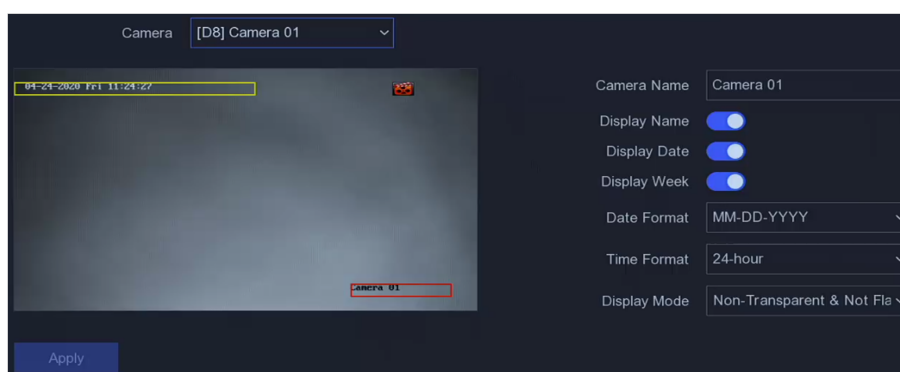 Camera [D8] Camera 01
04-24-2020 Fri 11:24:27
Camera 01
Camera Name Camera 01
Display Name
Display Date
Display Week
Date Format MM-DD-YYYY
Time Format 24-hour
Display Mode Non-Transparent & Not Fla
Apply